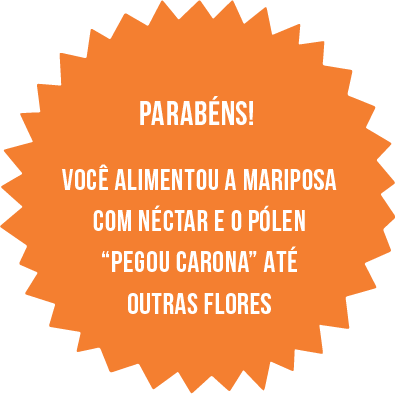 PARABÉNS!
VOCÊ ALIMENTOU A MARIPOSA
COM NÉCTAR E O PÓLEN
“PEGOU CARONA” ATÉ
OUTRAS FLORES